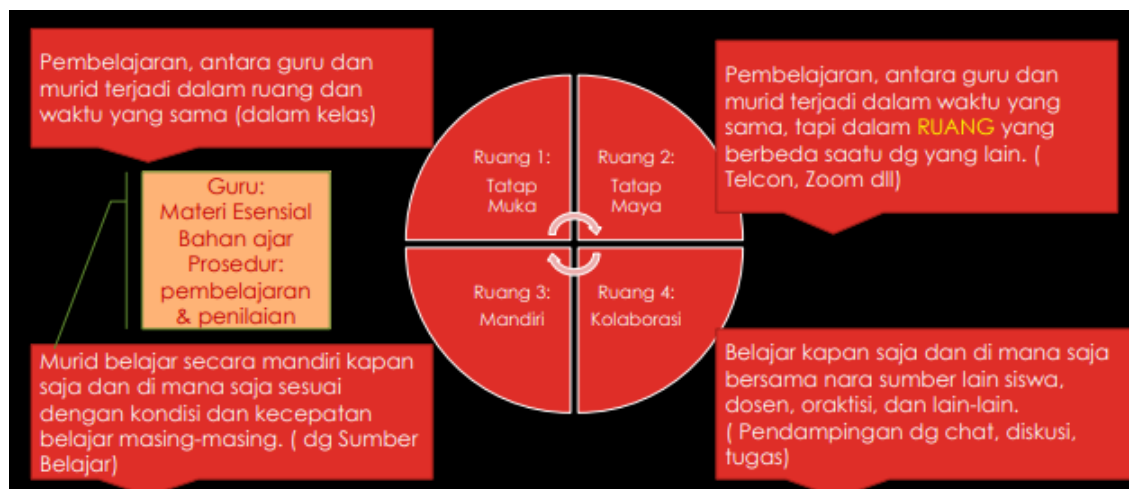 Pembelajaran, antara guru dan
murid terjadi dalam ruang dan
waktu yang sama (dalam kelas)
Guru:
Materi Esensial
Bahan ajar
Prosedur:
pembelajaran
& penilaian
Murid belajar secara mandiri kapan
saja dan di mana saja sesuai
dengan kondisi dan kecepatan
belajar masing-masing. ( dg Sumber
Belajar)
Ruang 1:
Tatap
Muka
Ruang 2:
Tatap
Maya
Ruang 3:
Mandiri
Ruang 4:
Kolaborasi
Pembelajaran, antara guru dan
murid terjadi dalam waktu yang
sama, tapi dalam RUANG yang
berbeda saatu dg yang lain. (
Telcon, Zoom dll)
Belajar kapan saja dan di mana saja
bersama nara sumber lain siswa,
dosen, oraktisi, dan lain-lain.
( Pendampingan dg chat, diskusi,
tugas)